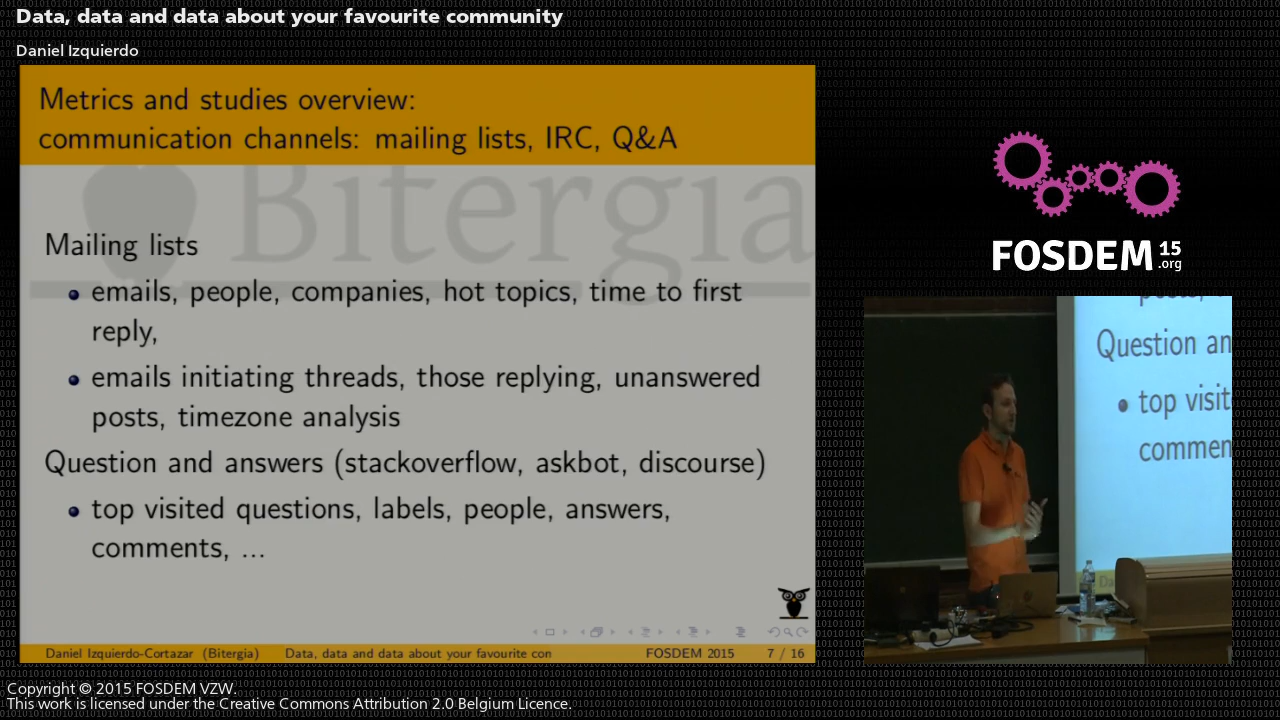 Data, data and data about your favourite community
Daniel Izquierdo
Metrics and studies overview:
communication channels: mailing lists, IRC, Q&A
Bitergia
Mailing lists
emails, people, companies, hot topics, time to first
reply,
emails initiating threads, those replying, unanswered
posts, timezone analysis
Question and answers (stackoverflow, askbot, discourse)
top visited questions, labels, people, answers,
comments, ...
Daniel Izquierdo-Cortazar (Bitergia) Data, data and data about your favourite con FOSDEM 2015 7 / 16
FOSDEM 15
.org
Question an
top visit
commen
Copyright © 2015 FOSDEM VZW.
This work is licensed under the Creative Commons Attribution 2.0 Belgium Licence.